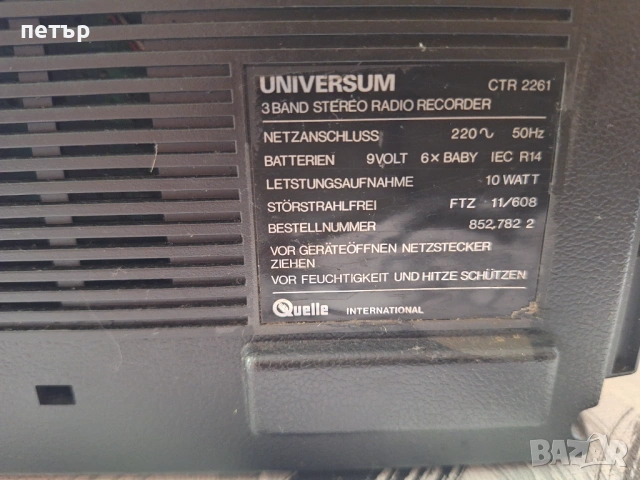 петър
UNIVERSUM CTR 2261
3 BAND STEREO RADIO RECORDER
NETZANSCHLUSS 220∿ 50Hz
BATTERIEN 9VOLT 6×BABY IEC R14
LETSTUNGSAUFNAHME 10 WATT
STÖRSTRAHLFREI FTZ 11/608
BESTELLNUMMER 852,782 2
VOR GERÄTEÖFFNEN NETZSTECKER
ZIEHEN
VOR FEUCHTIGKEIT UND HITZE SCHÜTZEN
Quelle INTERNATIONAL
BAZAR